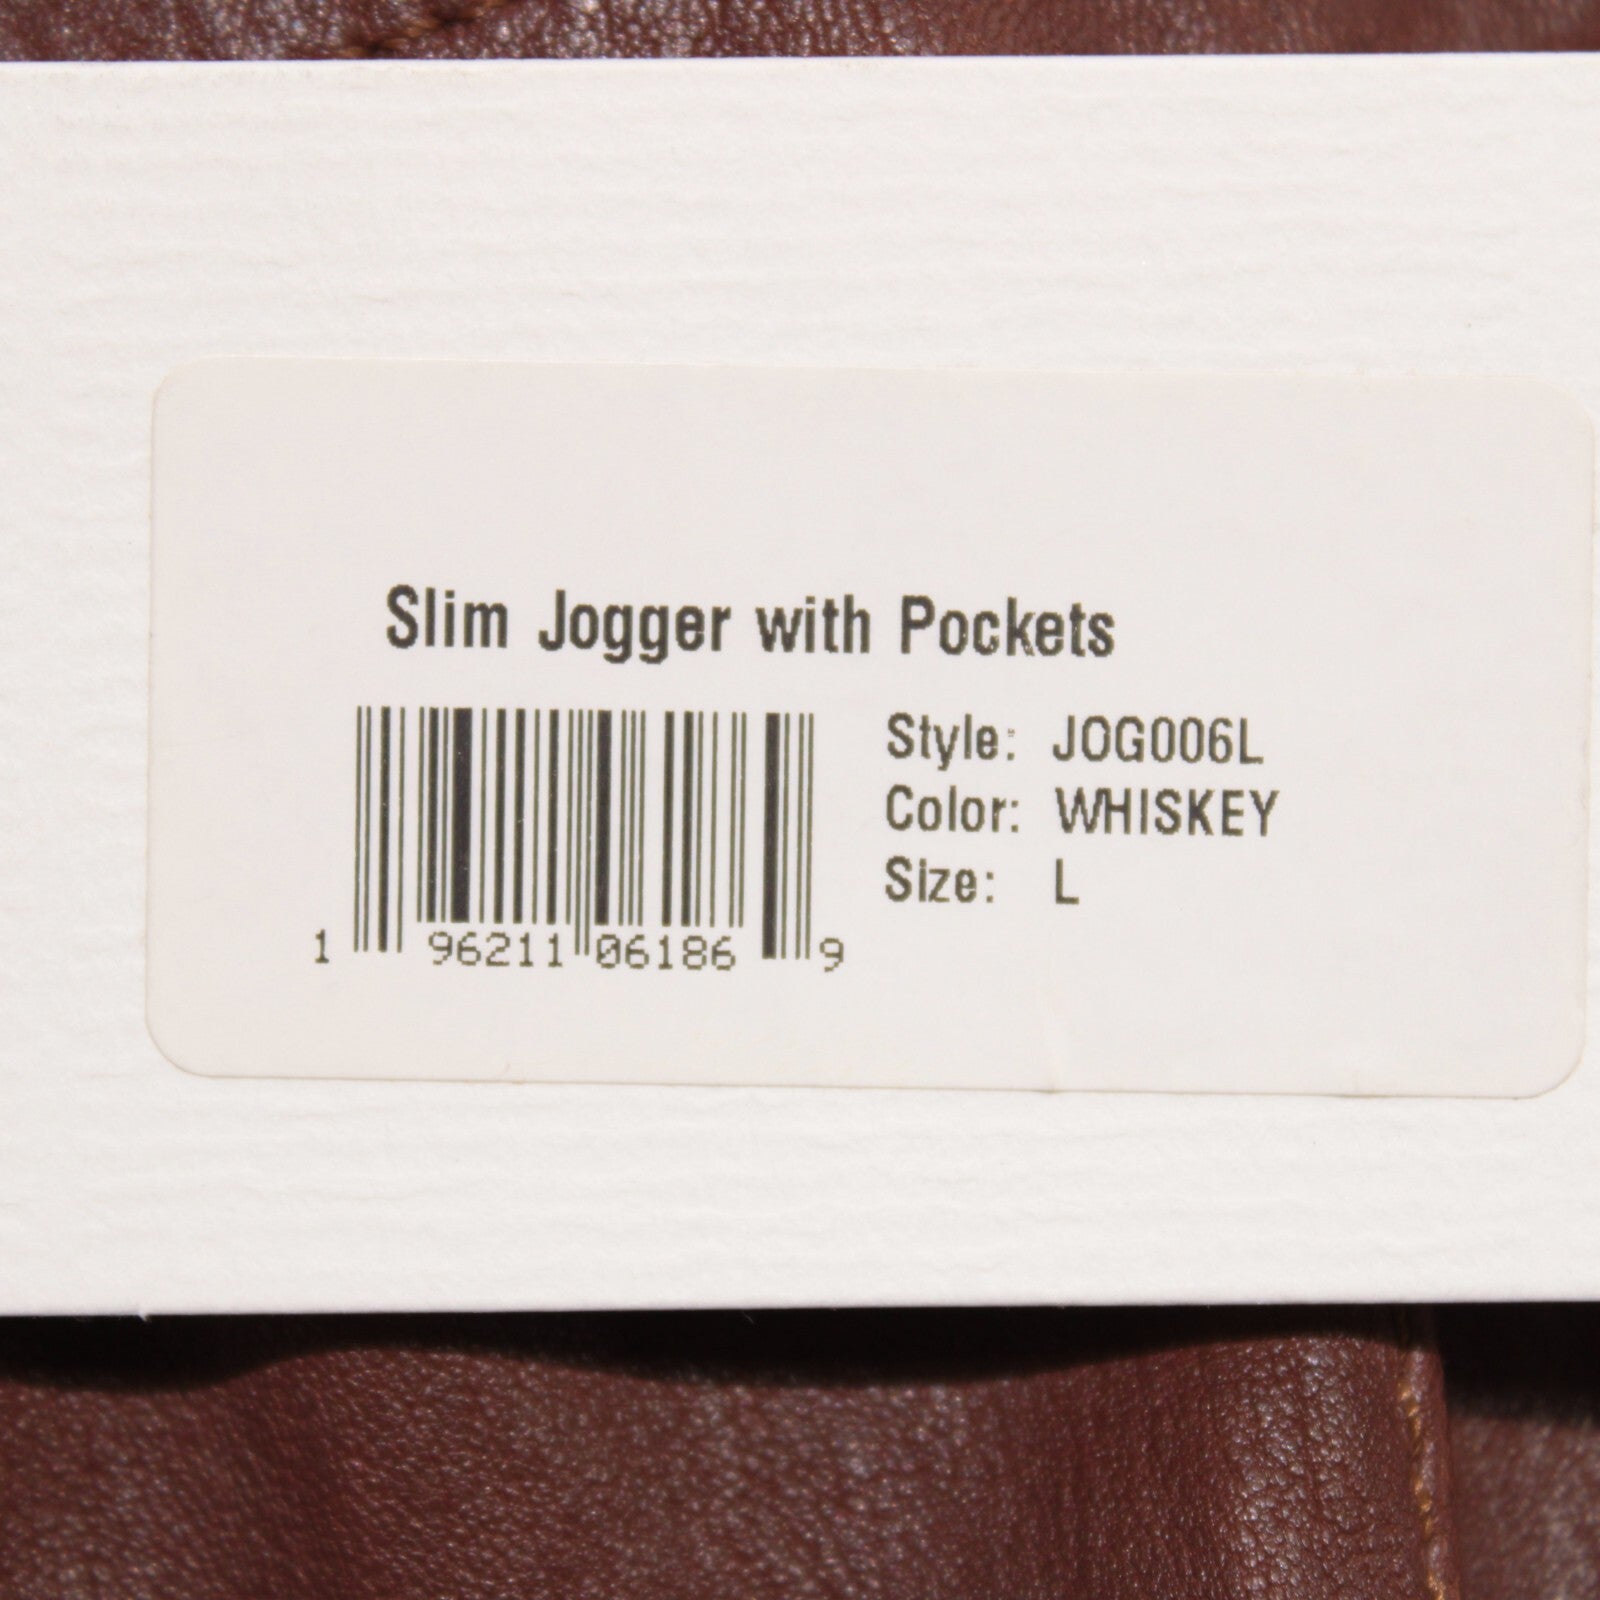 Slim Jogger with Pockets
Style: JOG006L
Color: WHISKEY
Size: L
1 96211 06186 9